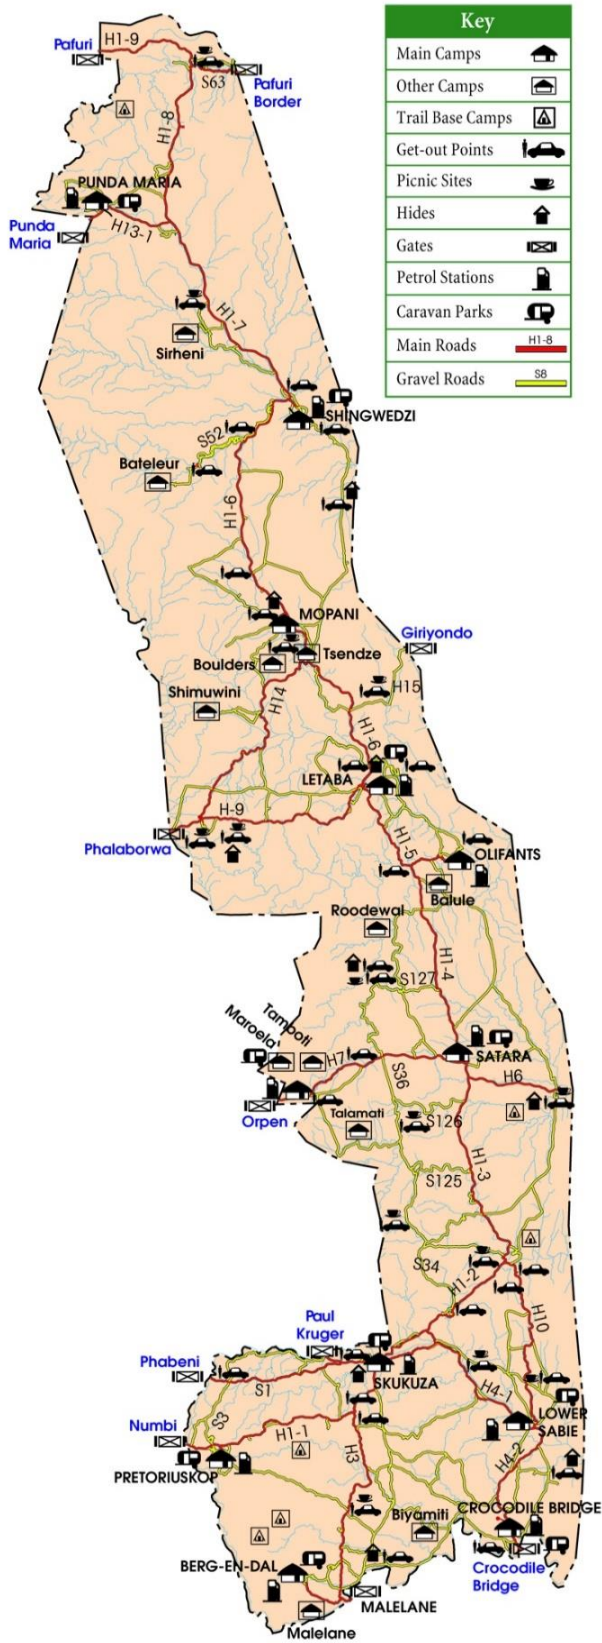 Key
Main Camps
Other Camps
Trail Base Camps
Get-out Points
Picnic Sites
Hides
Gates
Petrol Stations
Caravan Parks
Main Roads
H1-8
Gravel Roads
S8
Pafuri
H1-9
S63
Pafuri
Border
H1-8
PUNDA MARIA
Punda
Maria
H13-1
H1-7
Sirheni
SHINGWEDZI
S52
Bateleur
H1-6
MOPANI
Giriyondo
Tsendze
Boulders
Shimuwini
H14
H15
H1-6
LETABA
H-9
Phalaborwa
H1-5
OLIFANTS
Balule
Roodewal
H1-4
S127
Maroela
Tamboti
H7
SATARA
S36
H6
Orpen
Talamati
S126
H1-3
S125
S34
H1-2
H10
Paul
Kruger
Phabeni
SKUKUZA
S1
H4-1
S3
LOWER
SABIE
Numbi
H1-1
H3
H4-2
PRETORIUSKOP
CROCODILE BRIDGE
Biyamiti
BERG-EN-DAL
Crocodile
Bridge
MALELANE
Malelane